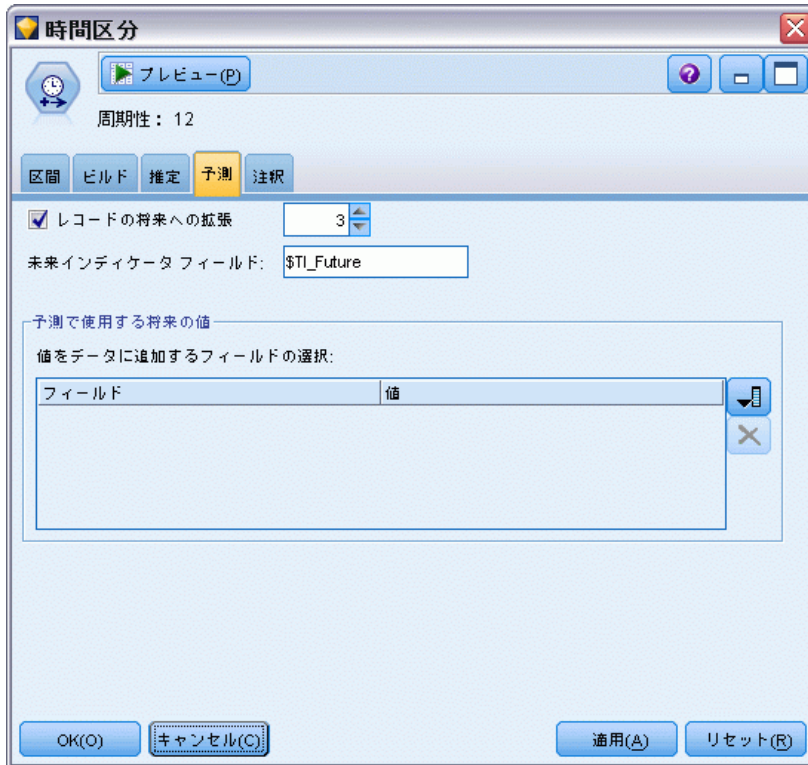 時間区分
プレビュー(P)
周期性: 12
区間 ビルド 推定 予測 注釈
レコードの将来への拡張 3
未来インディケータ フィールド: $TI_Future
予測で使用する将来の値
値をデータに追加するフィールドの選択:
フィールド 値
OK(O) キャンセル(C) 適用(A) リセット(R)